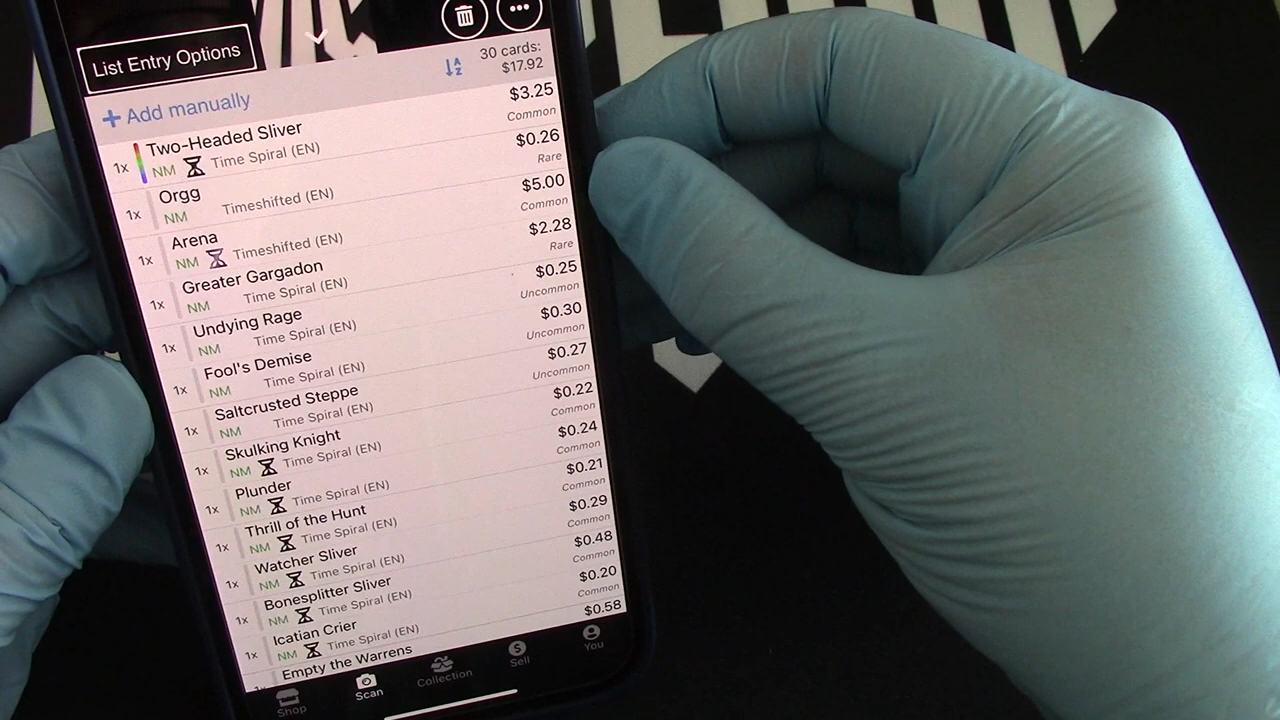 List Entry Options
30 cards:
$17.92
+ Add manually
Two-Headed Sliver $3.25
1x NM Time Spiral (EN) Common
Orgg $0.26
1x NM Timeshifted (EN) Rare
Arena $5.00
1x NM Timeshifted (EN) Common
Greater Gargadon $2.28
1x NM Time Spiral (EN) Rare
Undying Rage $0.25
1x NM Time Spiral (EN) Uncommon
Fool's Demise $0.30
1x NM Time Spiral (EN) Uncommon
Saltcrusted Steppe $0.27
1x NM Time Spiral (EN) Uncommon
Skulking Knight $0.22
1x NM Time Spiral (EN) Common
Plunder $0.24
1x NM Time Spiral (EN) Common
Thrill of the Hunt $0.21
1x NM Time Spiral (EN) Common
Watcher Sliver $0.29
1x NM Time Spiral (EN) Common
Bonesplitter Sliver $0.48
1x NM Time Spiral (EN) Common
Icatian Crier $0.20
1x NM Time Spiral (EN) Common
Empty the Warrens $0.58
Shop Scan Collection Sell You